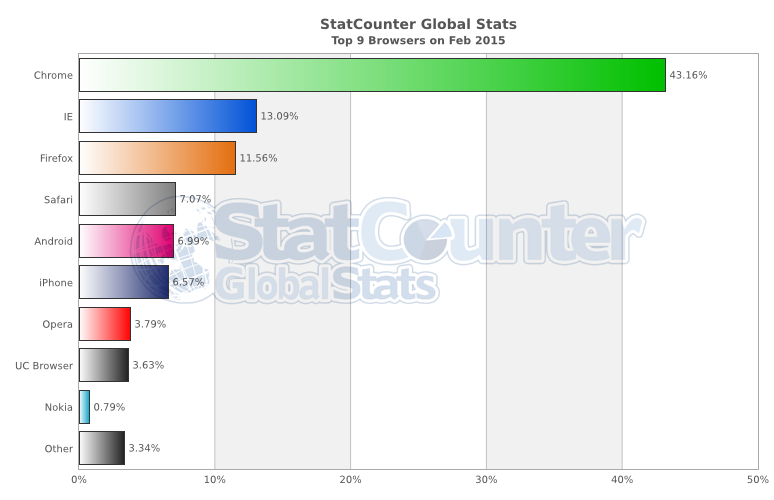 StatCounter Global Stats
Top 9 Browsers on Feb 2015
Chrome 43.16%
IE 13.09%
Firefox 11.56%
Safari 7.07%
Android 6.99%
iPhone 6.57%
Opera 3.79%
UC Browser 3.63%
Nokia 0.79%
Other 3.34%
0% 10% 20% 30% 40% 50%
StatCounter
GlobalStats